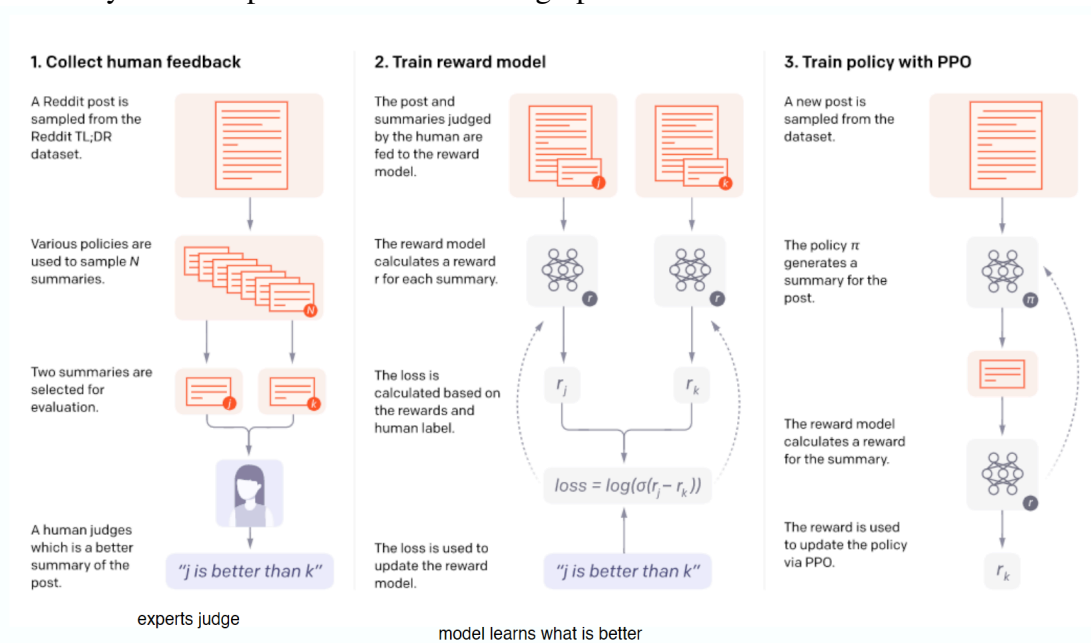 1. Collect human feedback
A Reddit post is
sampled from the
Reddit TL;DR
dataset.
Various policies are
used to sample N
summaries.
N
Two summaries are
selected for
evaluation.
j
k
A human judges
which is a better
summary of the
post.
"j is better than k"
experts judge
2. Train reward model
The post and
summaries judged
by the human are
fed to the reward
model.
j
k
The reward model
calculates a reward
r for each summary.
r
r
The loss is
calculated based on
the rewards and
human label.
rj
rk
loss = log(σ(rj – rk))
The loss is used to
update the reward
model.
"j is better than k"
model learns what is better
3. Train policy with PPO
A new post is
sampled from the
dataset.
The policy π
generates a
summary for the
post.
π
The reward model
calculates a reward
for the summary.
r
The reward is used
to update the policy
via PPO.
rk